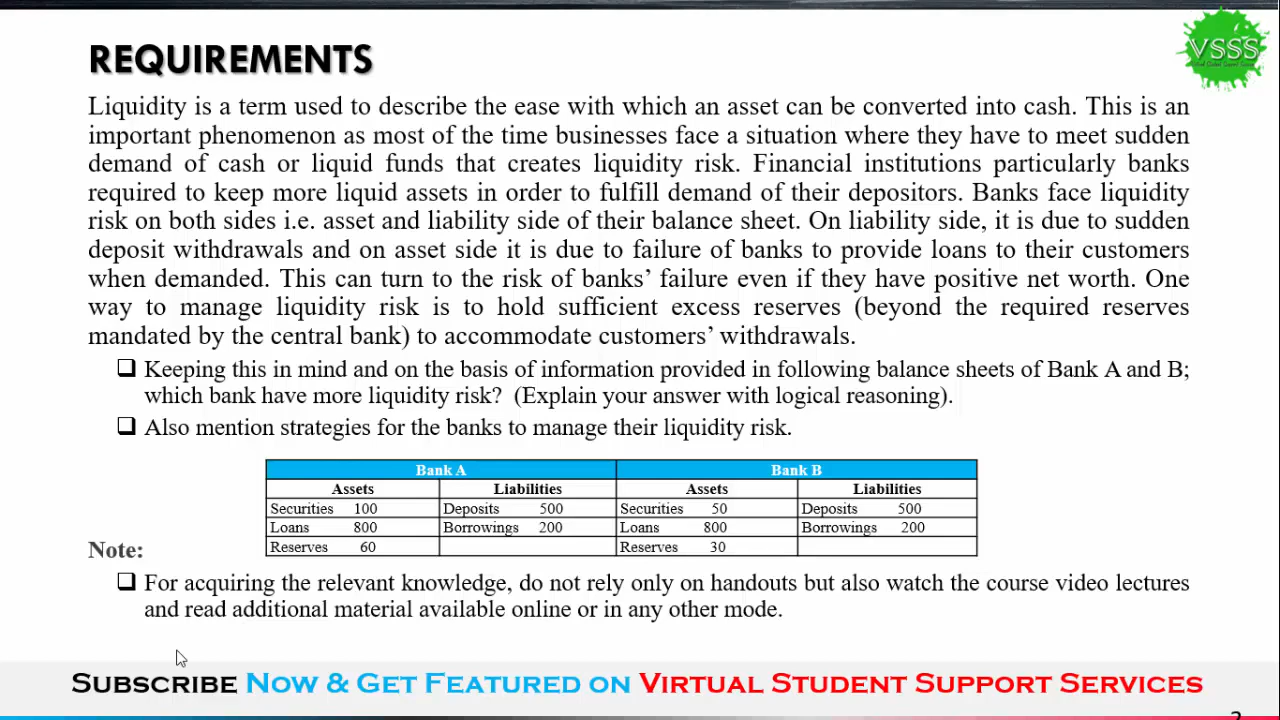 REQUIREMENTS
VSSS
Liquidity is a term used to describe the ease with which an asset can be converted into cash. This is an
important phenomenon as most of the time businesses face a situation where they have to meet sudden
demand of cash or liquid funds that creates liquidity risk. Financial institutions particularly banks
required to keep more liquid assets in order to fulfill demand of their depositors. Banks face liquidity
risk on both sides i.e. asset and liability side of their balance sheet. On liability side, it is due to sudden
deposit withdrawals and on asset side it is due to failure of banks to provide loans to their customers
when demanded. This can turn to the risk of banks’ failure even if they have positive net worth. One
way to manage liquidity risk is to hold sufficient excess reserves (beyond the required reserves
mandated by the central bank) to accommodate customers’ withdrawals.
❑ Keeping this in mind and on the basis of information provided in following balance sheets of Bank A and B;
which bank have more liquidity risk? (Explain your answer with logical reasoning).
❑ Also mention strategies for the banks to manage their liquidity risk.
Bank A Bank B
Assets Liabilities Assets Liabilities
Securities 100 Deposits 500 Securities 50 Deposits 500
Loans 800 Borrowings 200 Loans 800 Borrowings 200
Reserves 60 Reserves 30
Note:
❑ For acquiring the relevant knowledge, do not rely only on handouts but also watch the course video lectures
and read additional material available online or in any other mode.
SUBSCRIBE NOW & GET FEATURED ON VIRTUAL STUDENT SUPPORT SERVICES